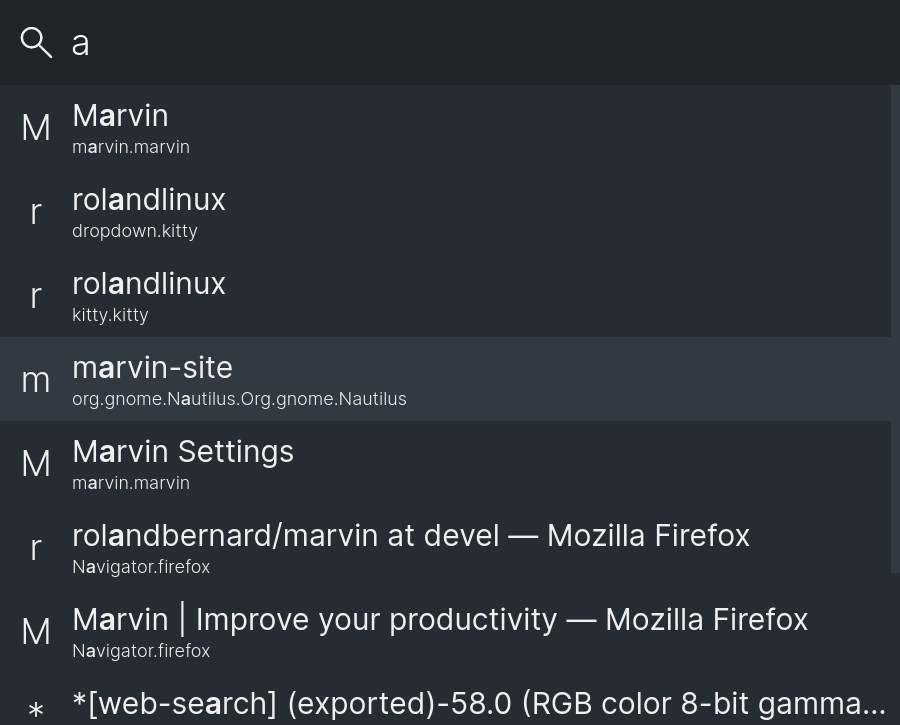 a
M
Marvin
marvin.marvin
r
rolandlinux
dropdown.kitty
r
rolandlinux
kitty.kitty
m
marvin-site
org.gnome.Nautilus.Org.gnome.Nautilus
M
Marvin Settings
marvin.marvin
r
rolandbernard/marvin at devel — Mozilla Firefox
Navigator.firefox
M
Marvin | Improve your productivity — Mozilla Firefox
Navigator.firefox
*
*[web-search] (exported)-58.0 (RGB color 8-bit gamma...